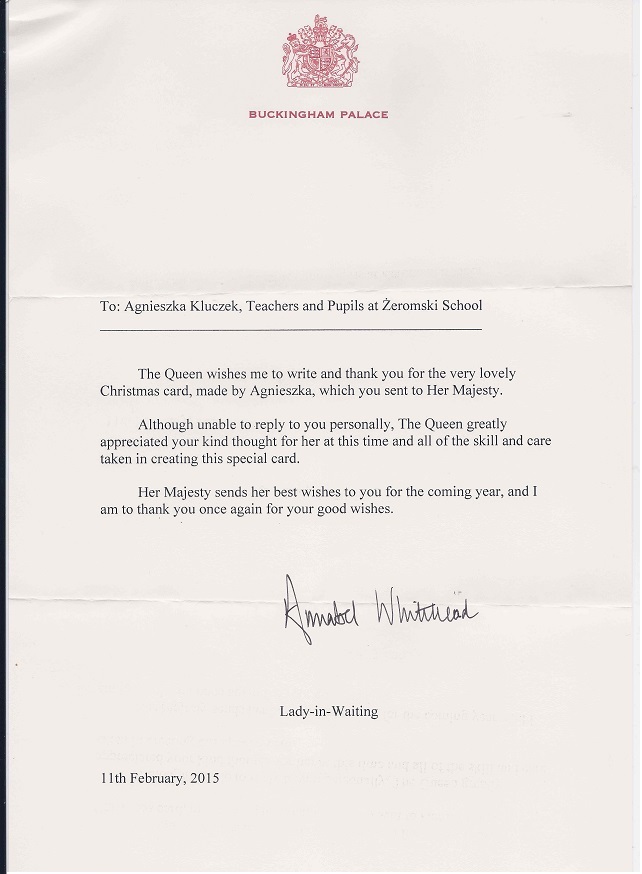 BUCKINGHAM PALACE
To: Agnieszka Kluczek, Teachers and Pupils at Żeromski School
The Queen wishes me to write and thank you for the very lovely
Christmas card, made by Agnieszka, which you sent to Her Majesty.
Although unable to reply to you personally, The Queen greatly
appreciated your kind thought for her at this time and all of the skill and care
taken in creating this special card.
Her Majesty sends her best wishes to you for the coming year, and I
am to thank you once again for your good wishes.
Annabel Whitehead
Lady-in-Waiting
11th February, 2015